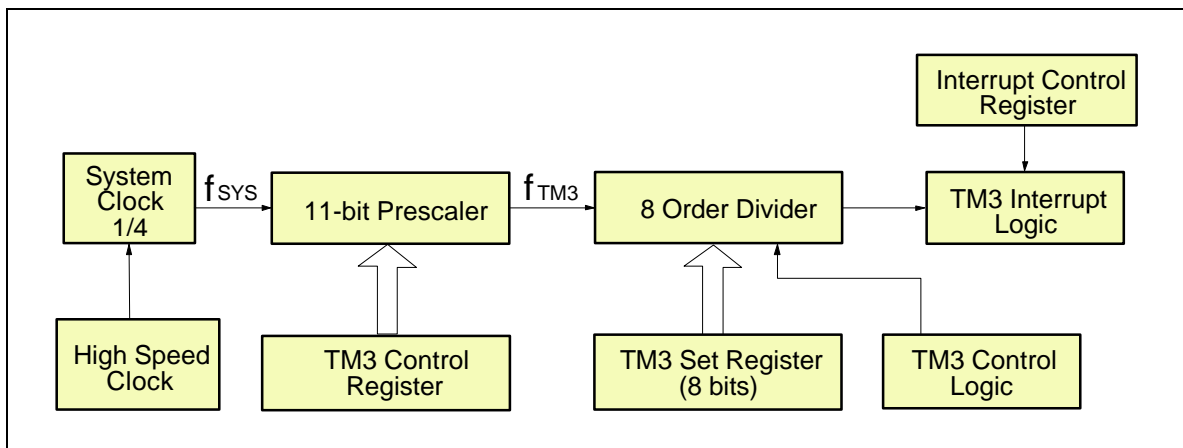 Interrupt Control
Register
System
Clock
1/4
fSYS
11-bit Prescaler
fTM3
8 Order Divider
TM3 Interrupt
Logic
High Speed
Clock
TM3 Control
Register
TM3 Set Register
(8 bits)
TM3 Control
Logic